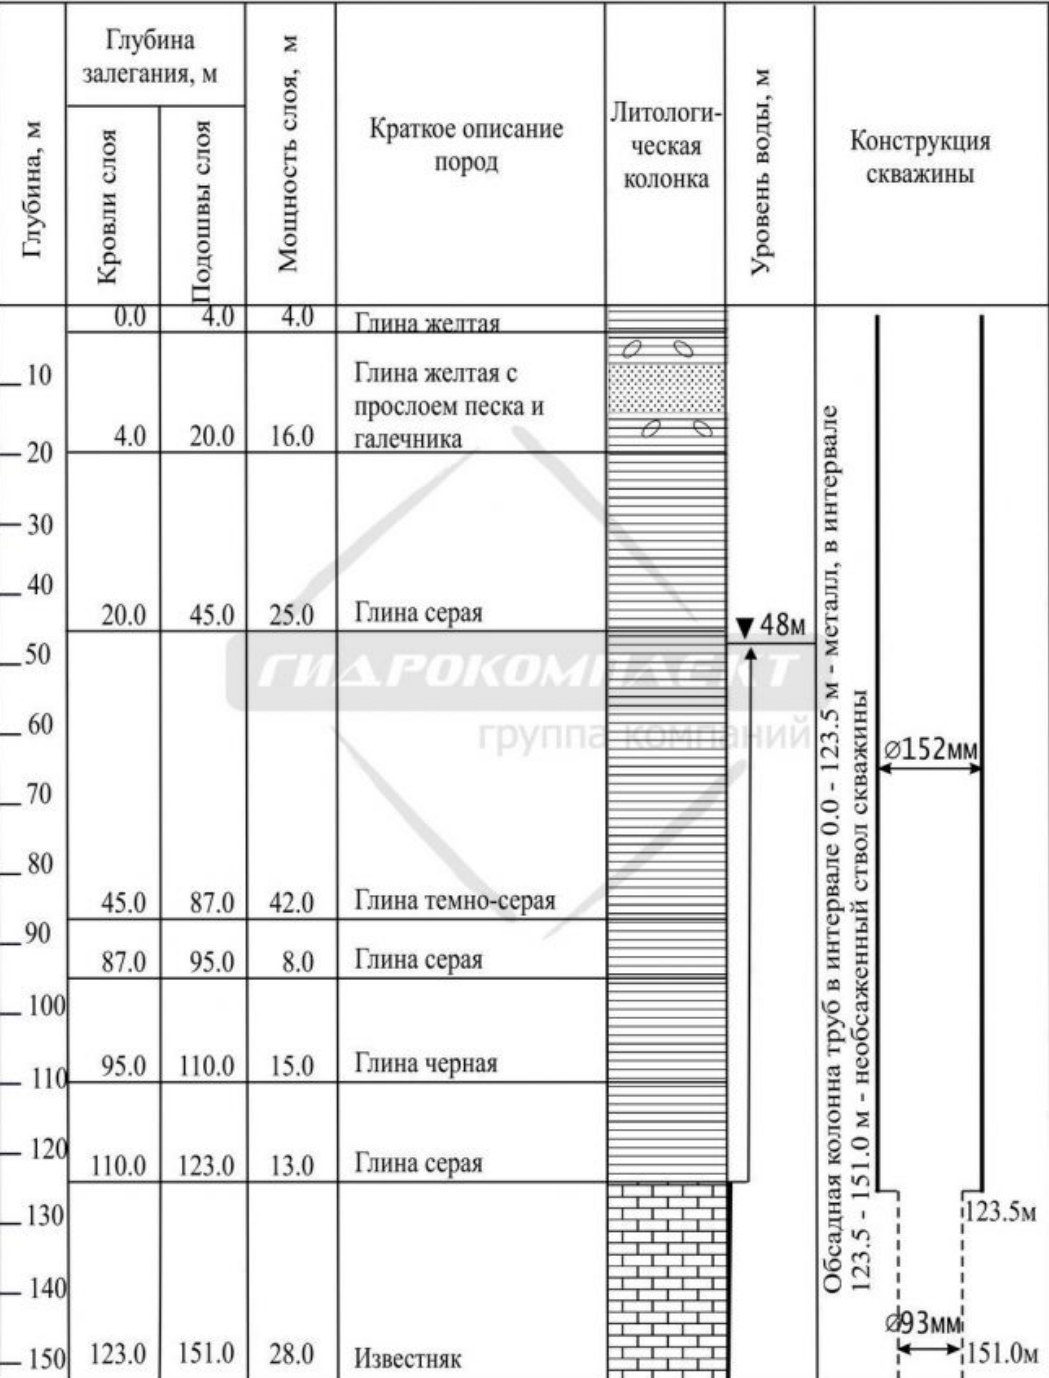 Глубина, м
Глубина
залегания, м
Кровли слоя
Подошвы слоя
Мощность слоя, м
Краткое описание
пород
Литологи-
ческая
колонка
Уровень воды, м
Конструкция
скважины
0.0 4.0 4.0 Глина желтая
10
Глина желтая с
прослоем песка и
4.0 20.0 16.0 галечника
20
30
40
20.0 45.0 25.0 Глина серая
48м
50
ГИДРОКОМПЛЕКТ
группа компаний
60
70
80
45.0 87.0 42.0 Глина темно-серая
90
87.0 95.0 8.0 Глина серая
100
95.0 110.0 15.0 Глина черная
110
120
110.0 123.0 13.0 Глина серая
130
140
150
123.0 151.0 28.0 Известняк
Обсадная колонна труб в интервале 0.0 - 123.5 м - металл, в интервале
123.5 - 151.0 м - необсаженный ствол скважины
∅152мм
123.5м
∅93мм
151.0м